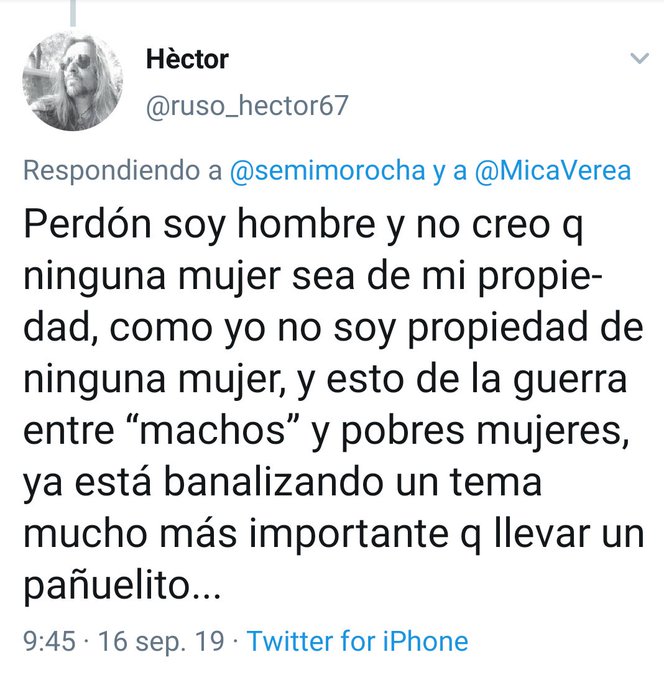 Hèctor
@ruso_hector67
Respondiendo a @semimorocha y a @MicaVerea
Perdón soy hombre y no creo q
ninguna mujer sea de mi propie-
dad, como yo no soy propiedad de
ninguna mujer, y esto de la guerra
entre “machos” y pobres mujeres,
ya está banalizando un tema
mucho más importante q llevar un
pañuelito...
9:45 · 16 sep. 19 · Twitter for iPhone